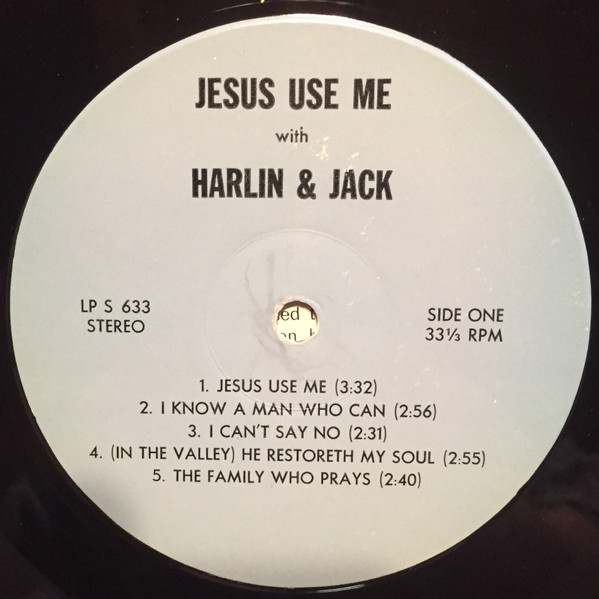 JESUS USE ME
with
HARLIN & JACK
LP S 633
STEREO
SIDE ONE
33⅓ RPM
1. JESUS USE ME (3:32)
2. I KNOW A MAN WHO CAN (2:56)
3. I CAN'T SAY NO (2:31)
4. (IN THE VALLEY) HE RESTORETH MY SOUL (2:55)
5. THE FAMILY WHO PRAYS (2:40)